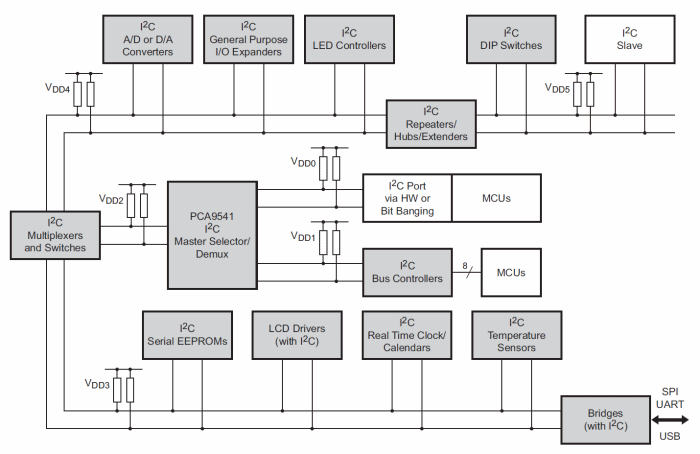 I2C
A/D or D/A
Converters
I2C
General Purpose
I/O Expanders
I2C
LED Controllers
I2C
DIP Switches
I2C
Slave
VDD4
VDD5
I2C
Repeaters/
Hubs/Extenders
VDD0
VDD2
PCA9541
I2C
Master Selector/
Demux
I2C Port
via HW or
Bit Banging
MCUs
I2C
Multiplexers
and Switches
VDD1
I2C
Bus Controllers
8
MCUs
I2C
Serial EEPROMs
LCD Drivers
(with I2C)
I2C
Real Time Clock/
Calendars
I2C
Temperature
Sensors
VDD3
Bridges
(with I2C)
SPI
UART
USB